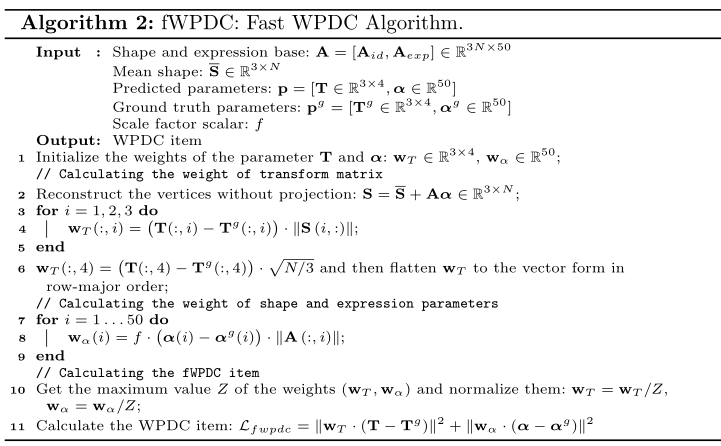 Algorithm 2: fWPDC: Fast WPDC Algorithm.
Input : Shape and expression base: A = [A_id, A_exp] ∈ ℝ^{3N×50}
Mean shape: S̅ ∈ ℝ^{3×N}
Predicted parameters: p = [T ∈ ℝ^{3×4}, α ∈ ℝ^{50}]
Ground truth parameters: p^g = [T^g ∈ ℝ^{3×4}, α^g ∈ ℝ^{50}]
Scale factor scalar: f
Output: WPDC item
1 Initialize the weights of the parameter T and α: w_T ∈ ℝ^{3×4}, w_α ∈ ℝ^{50};
// Calculating the weight of transform matrix
2 Reconstruct the vertices without projection: S = S̅ + Aα ∈ ℝ^{3×N};
3 for i = 1, 2, 3 do
4 w_T(:, i) = (T(:, i) − T^g(:, i)) · ‖S (i, :)‖;
5 end
6 w_T(:, 4) = (T(:, 4) − T^g(:, 4)) · √(N/3) and then flatten w_T to the vector form in
row-major order;
// Calculating the weight of shape and expression parameters
7 for i = 1 . . . 50 do
8 w_α(i) = f · (α(i) − α^g(i)) · ‖A (:, i)‖;
9 end
// Calculating the fWPDC item
10 Get the maximum value Z of the weights (w_T, w_α) and normalize them: w_T = w_T/Z,
w_α = w_α/Z;
11 Calculate the WPDC item: ℒ_{fwpdc} = ‖w_T · (T − T^g)‖² + ‖w_α · (α − α^g)‖²